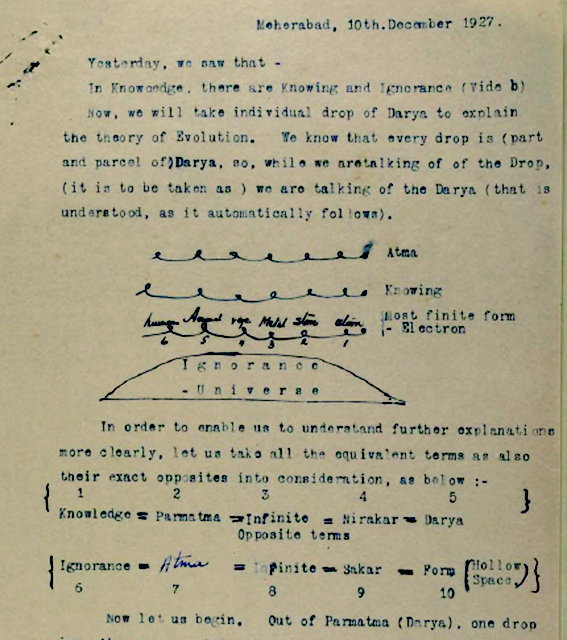 Meherabad, 10th.December 1927.
Yesterday, we saw that -
In Knowoedge, there are Knowing and Ignorance (Vide b)
Now, we will take individual drop of Darya to explain
the theory of Evolution. We know that every drop is (part
and parcel of)Darya, so, while we aretalking of of the Drop,
(it is to be taken as ) we are talking of the Darya (that is
understood, as it automatically follows).
Atma
Knowing
human Animal vege Metal stone
Most finite form
- Electron
6 5 4 3 2 1
Ignorance
- Universe
In order to enable us to understand further explanations
more clearly, let us take all the equivalent terms as also
their exact opposites into consideration, as below :-
1 2 3 4 5
Knowledge = Parmatma = Infinite = Nirakar = Darya
Opposite terms
Ignorance = Atma = Finite = Sakar = Form (Hollow
Space)
6 7 8 9 10
Now let us begin. Out of Parmatma (Darya), one drop